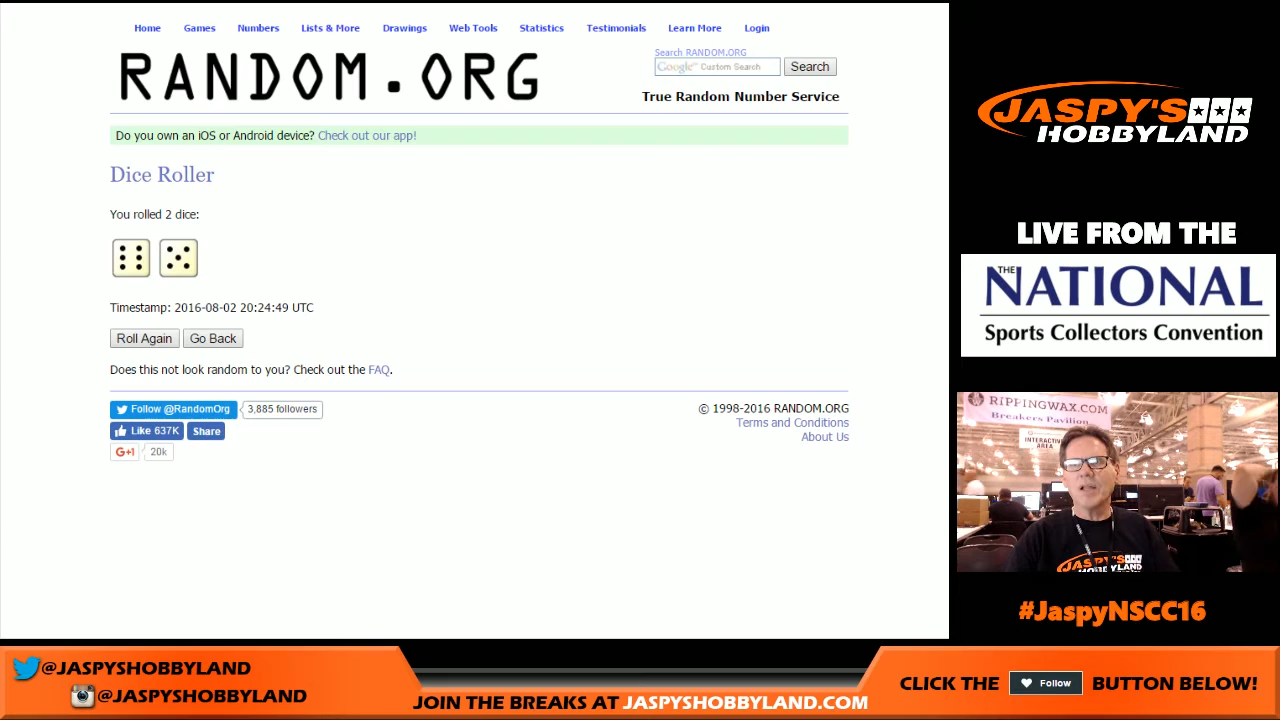 Home Games Numbers Lists & More Drawings Web Tools Statistics Testimonials Learn More Login
RANDOM.ORG
Search RANDOM.ORG
Google™ Custom Search Search
True Random Number Service
Do you own an iOS or Android device? Check out our app!
Dice Roller
You rolled 2 dice:
Timestamp: 2016-08-02 20:24:49 UTC
Roll Again Go Back
Does this not look random to you? Check out the FAQ.
Follow @RandomOrg 3,885 followers
Like 637K Share
G+1 20k
© 1998-2016 RANDOM.ORG
Terms and Conditions
About Us
JASPY'S
HOBBYLAND
LIVE FROM THE
THE NATIONAL
Sports Collectors Convention
RIPPINGWAX.COM
Breakers Pavilion
INTERACTIVE
AREA
JASPY'S
HOBBYLAND
#JaspyNSCC16
@JASPYSHOBBYLAND
@JASPYSHOBBYLAND
JOIN THE BREAKS AT JASPYSHOBBYLAND.COM
CLICK THE Follow BUTTON BELOW!